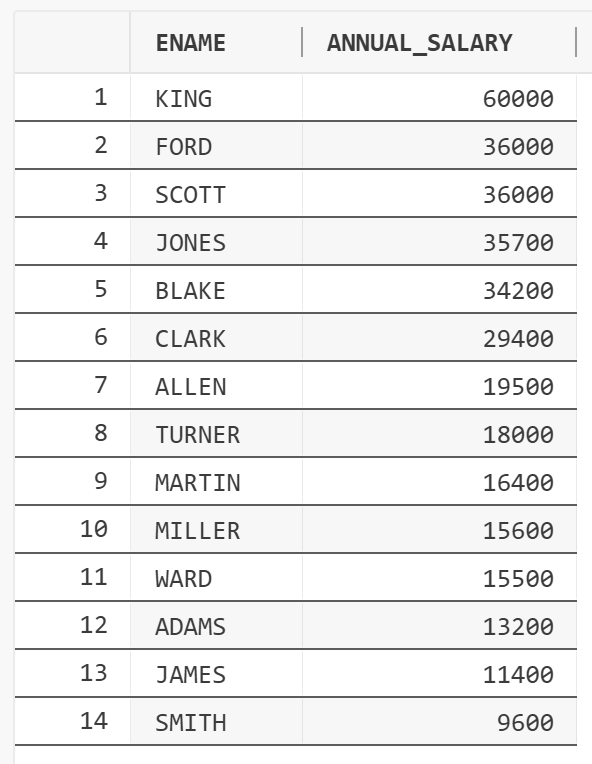 ENAME ANNUAL_SALARY
1 KING 60000
2 FORD 36000
3 SCOTT 36000
4 JONES 35700
5 BLAKE 34200
6 CLARK 29400
7 ALLEN 19500
8 TURNER 18000
9 MARTIN 16400
10 MILLER 15600
11 WARD 15500
12 ADAMS 13200
13 JAMES 11400
14 SMITH 9600